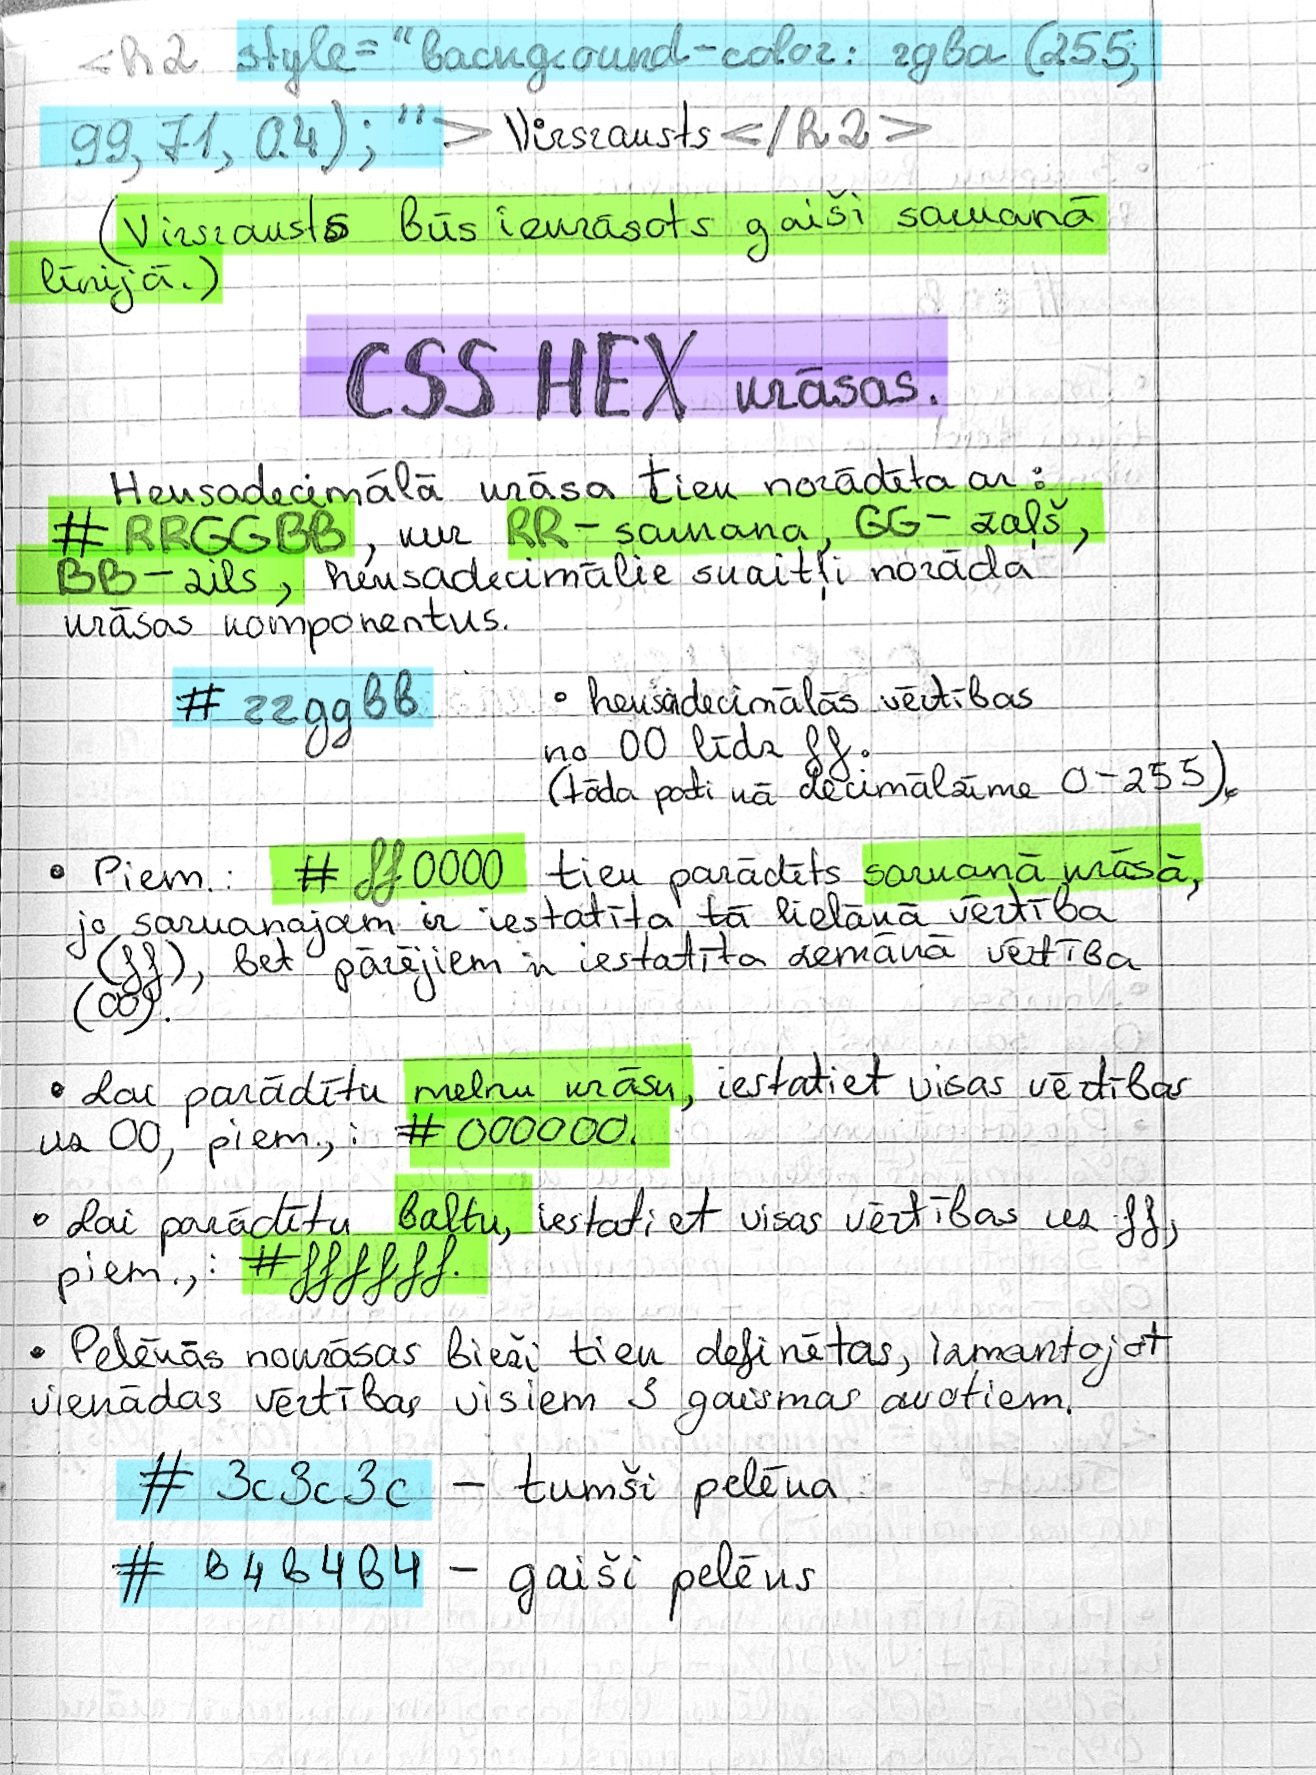 <h2 style="background-color: rgba (255,
99, 71, 0.4); "> Virsraksts </h2>
(Virsraksts būs iekrāsots gaiši sarkanā
līnijā.)
CSS HEX krāsas.
Heksadecimālā krāsa tiek norādīta ar:
#RRGGBB, kur RR-sarkana, GG-zaļš,
BB-zils, heksadecimālie skaitļi norāda
krāsas komponentus.
#rrggbb
• heksadecimālās vērtības
no 00 līdz ff.
(tāda pati kā decimālzīme 0-255).
• Piem.: #ff0000 tiek parādīts sarkanā krāsā,
jo sarkanajam ir iestatīta tā lielākā vērtība
(ff), bet pārējiem ir iestatīta zemākā vērtība
(00).
• Lai parādītu melnu krāsu, iestatiet visas vērtības
uz 00, piem.,: #000000.
• Lai parādītu baltu, iestatiet visas vērtības uz ff,
piem.,: #ffffff.
• Pelēkās nokrāsas bieži tiek definētas, izmantojot
vienādas vērtības visiem 3 gaismas avotiem.
#3c3c3c - tumši pelēka
#b4b4b4 - gaiši pelēks